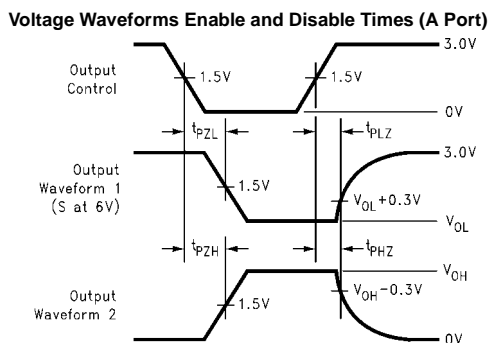 Voltage Waveforms Enable and Disable Times (A Port)
3.0V
Output
Control
1.5V
1.5V
0V
tPZL
tPLZ
3.0V
Output
Waveform 1
(S at 6V)
1.5V
VOL+0.3V
VOL
tPZH
tPHZ
VOH
Output
Waveform 2
1.5V
VOH−0.3V
0V